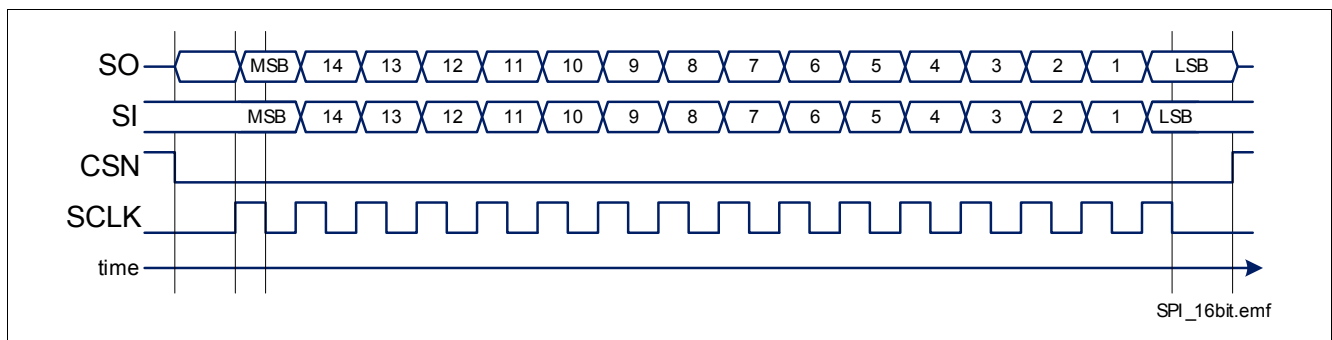 SO MSB 14 13 12 11 10 9 8 7 6 5 4 3 2 1 LSB
SI MSB 14 13 12 11 10 9 8 7 6 5 4 3 2 1 LSB
CSN
SCLK
time
SPI_16bit.emf